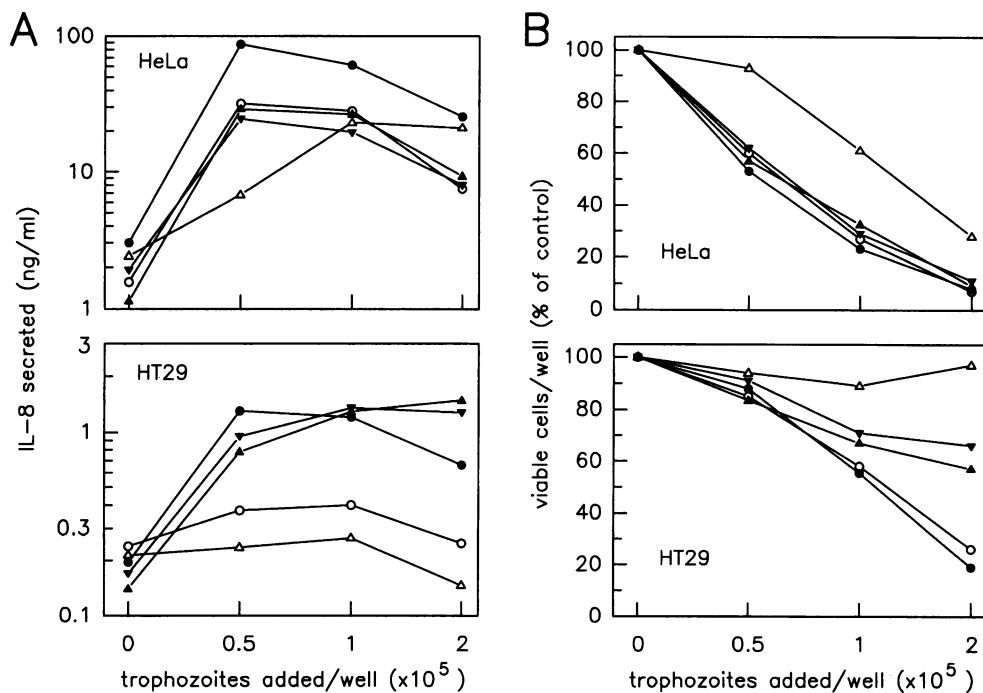 A
HeLa
100
10
1
IL-8 secreted (ng/ml)
HT29
3
1
0.3
0.1
0 0.5 1 2
trophozoites added/well (x10⁵)
B
100
80
60
40
20
0
HeLa
viable cells/well (% of control)
100
80
60
40
20
0
HT29
0 0.5 1 2
trophozoites added/well (x10⁵)